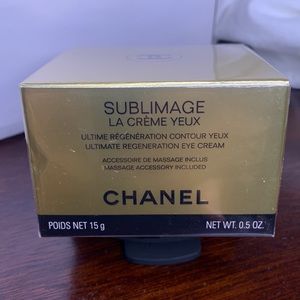 SUBLIMAGE
LA CRÈME YEUX
ULTIME RÉGÉNÉRATION CONTOUR YEUX
ULTIMATE REGENERATION EYE CREAM
ACCESSOIRE DE MASSAGE INCLUS
MASSAGE ACCESSORY INCLUDED
CHANEL
POIDS NET 15 g NET WT. 0.5 OZ.